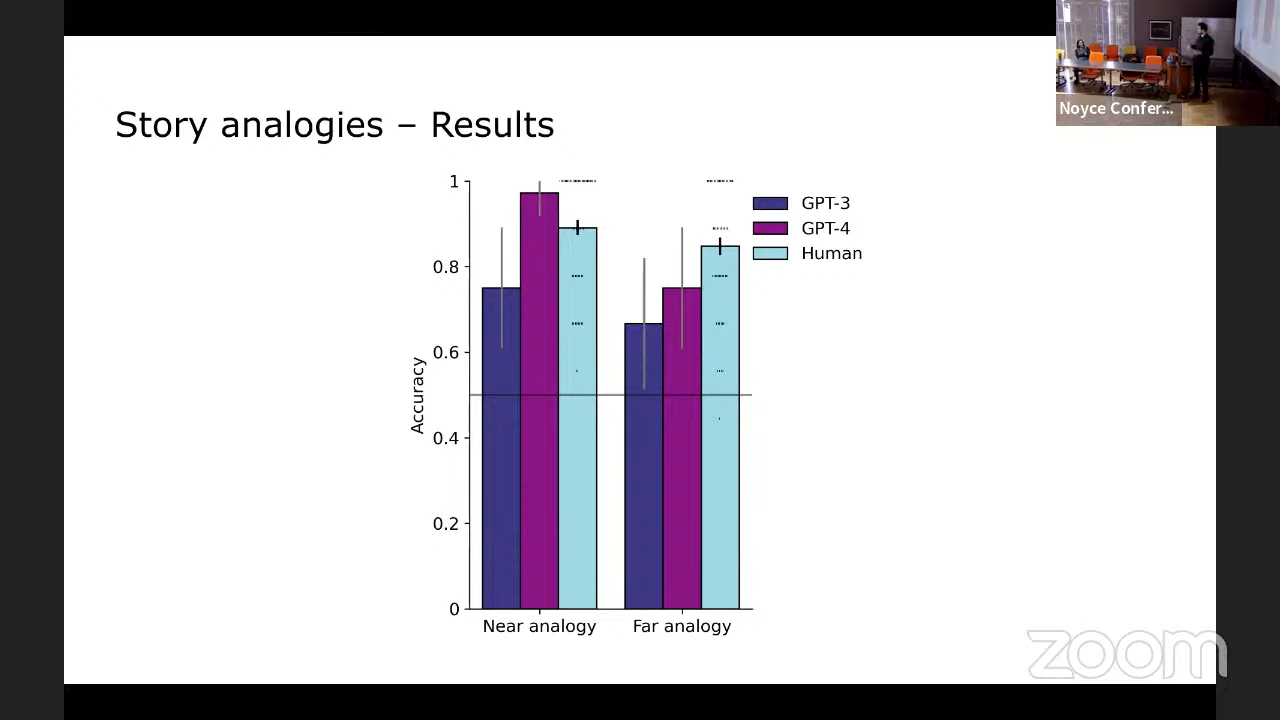 Noyce Confer...
Story analogies – Results
1
0.8
0.6
0.4
0.2
0
Accuracy
GPT-3
GPT-4
Human
Near analogy
Far analogy
zoom